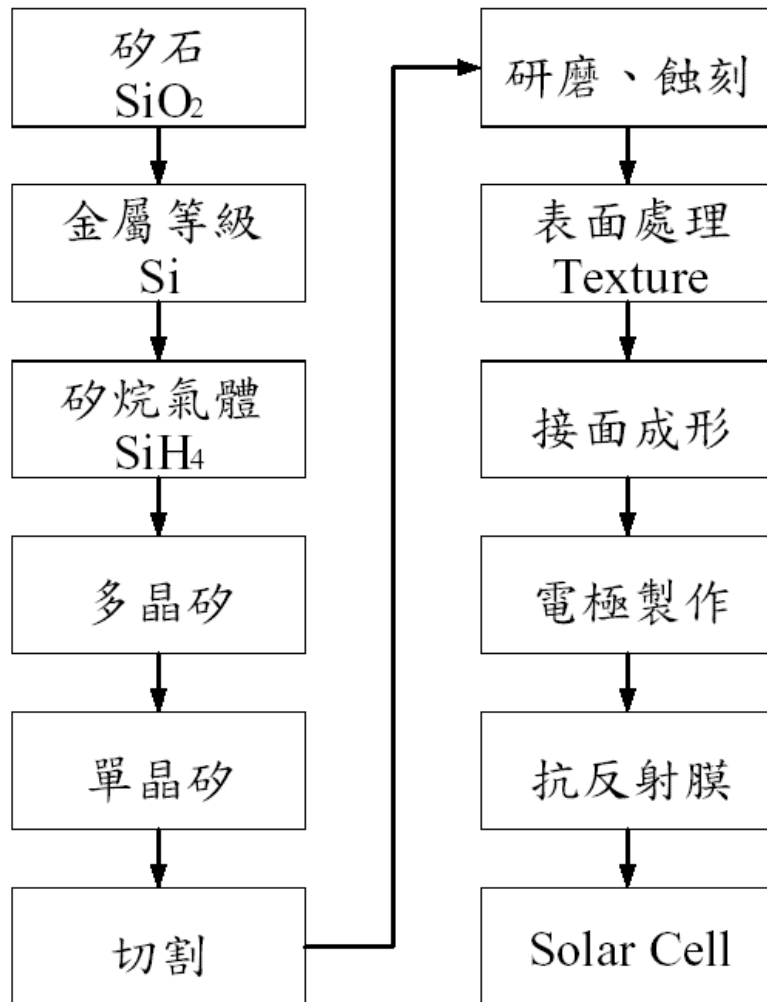 矽石
SiO₂
金屬等級
Si
矽烷氣體
SiH₄
多晶矽
單晶矽
切割
研磨、蝕刻
表面處理
Texture
接面成形
電極製作
抗反射膜
Solar Cell